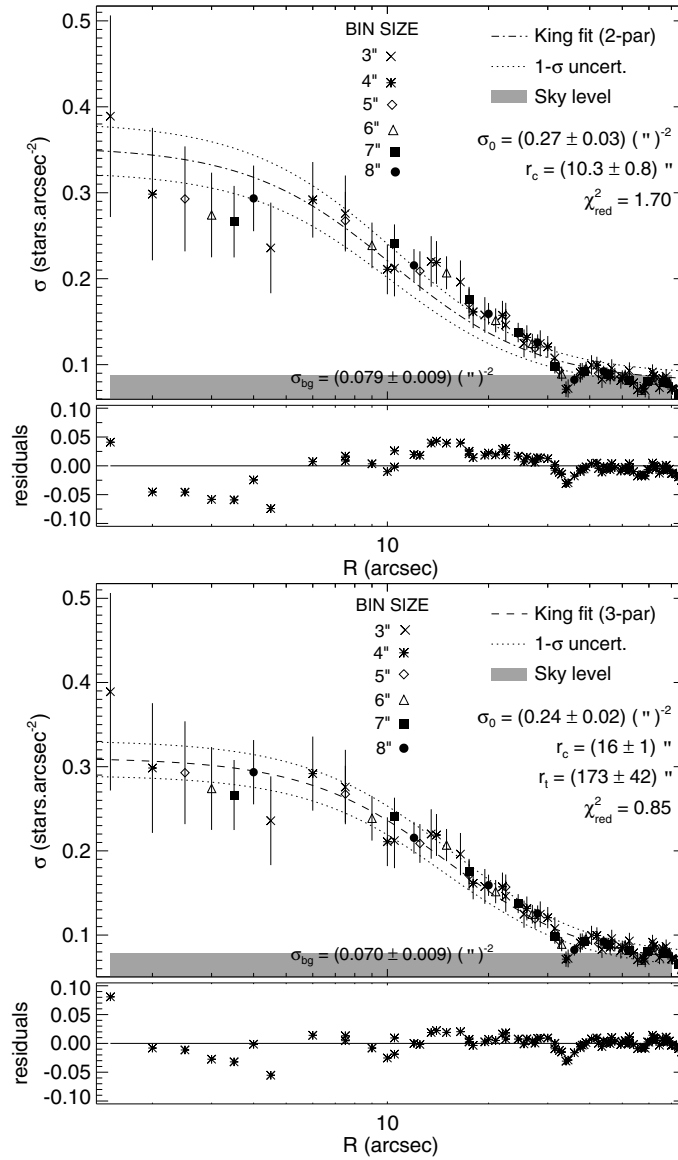 0.5
0.4
0.3
0.2
0.1
σ (stars.arcsec⁻²)
BIN SIZE
3"
4"
5"
6"
7"
8"
King fit (2-par)
1-σ uncert.
Sky level
σ₀ = (0.27 ± 0.03) (")⁻²
r_c = (10.3 ± 0.8) "
χ²_red = 1.70
σ_bg = (0.079 ± 0.009) (")⁻²
0.10
0.05
0.00
-0.05
-0.10
residuals
10
R (arcsec)
0.5
0.4
0.3
0.2
0.1
σ (stars.arcsec⁻²)
BIN SIZE
3"
4"
5"
6"
7"
8"
King fit (3-par)
1-σ uncert.
Sky level
σ₀ = (0.24 ± 0.02) (")⁻²
r_c = (16 ± 1) "
r_t = (173 ± 42) "
χ²_red = 0.85
σ_bg = (0.070 ± 0.009) (")⁻²
0.10
0.05
0.00
-0.05
-0.10
residuals
10
R (arcsec)